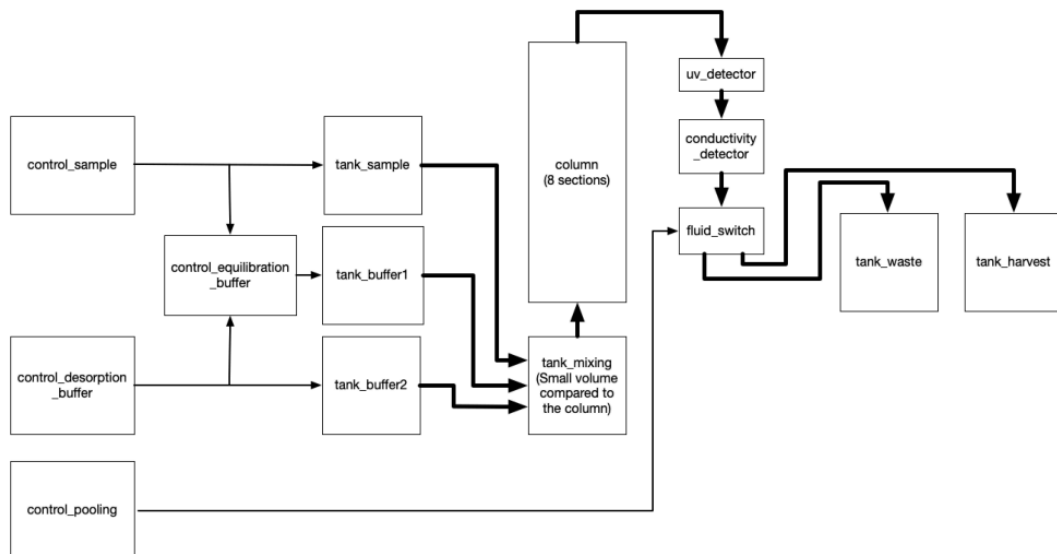 control_sample
tank_sample
control_equilibration
_buffer
tank_buffer1
control_desorption
_buffer
tank_buffer2
control_pooling
column
(8 sections)
tank_mixing
(Small volume
compared to
the column)
uv_detector
conductivity
_detector
fluid_switch
tank_waste
tank_harvest